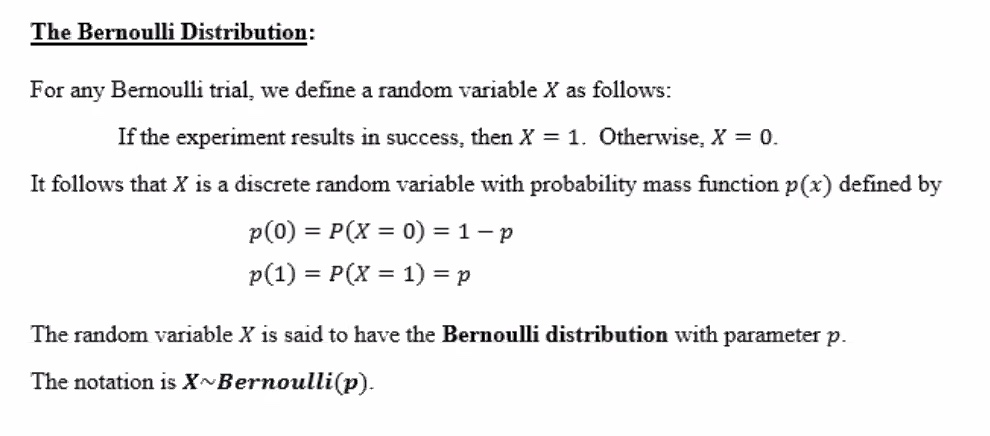 The Bernoulli Distribution:
For any Bernoulli trial, we define a random variable X as follows:
If the experiment results in success, then X = 1. Otherwise, X = 0.
It follows that X is a discrete random variable with probability mass function p(x) defined by
p(0) = P(X = 0) = 1 − p
p(1) = P(X = 1) = p
The random variable X is said to have the Bernoulli distribution with parameter p.
The notation is X~Bernoulli(p).